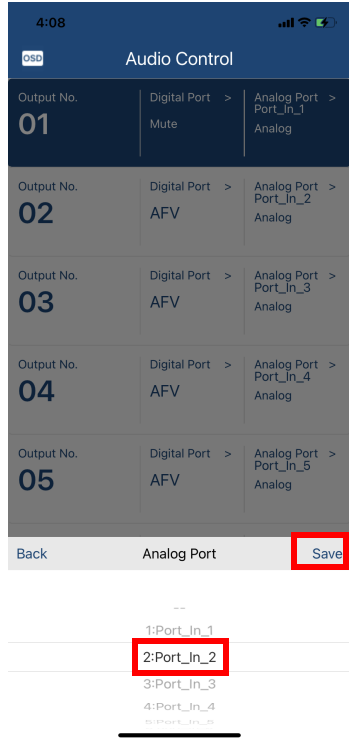 4:08
OSD
Audio Control
Output No.
01
Digital Port >
Mute
Analog Port >
Port_In_1
Analog
Output No.
02
Digital Port >
AFV
Analog Port >
Port_In_2
Analog
Output No.
03
Digital Port >
AFV
Analog Port >
Port_In_3
Analog
Output No.
04
Digital Port >
AFV
Analog Port >
Port_In_4
Analog
Output No.
05
Digital Port >
AFV
Analog Port >
Port_In_5
Analog
Back
Analog Port
Save
--
1:Port_In_1
2:Port_In_2
3:Port_In_3
4:Port_In_4
5:Port_In_5